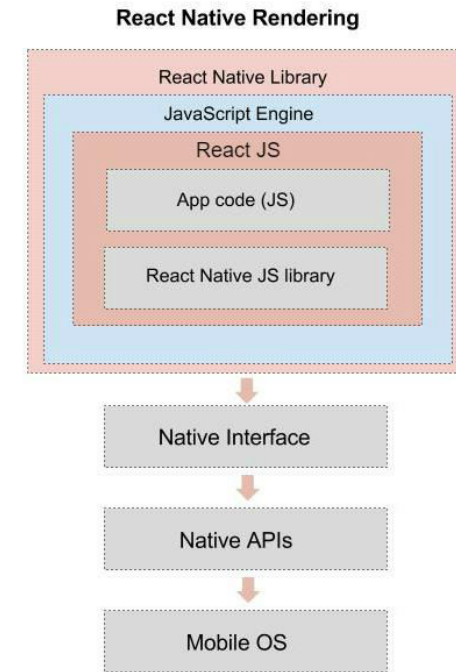 React Native Rendering
React Native Library
JavaScript Engine
React JS
App code (JS)
React Native JS library
Native Interface
Native APIs
Mobile OS